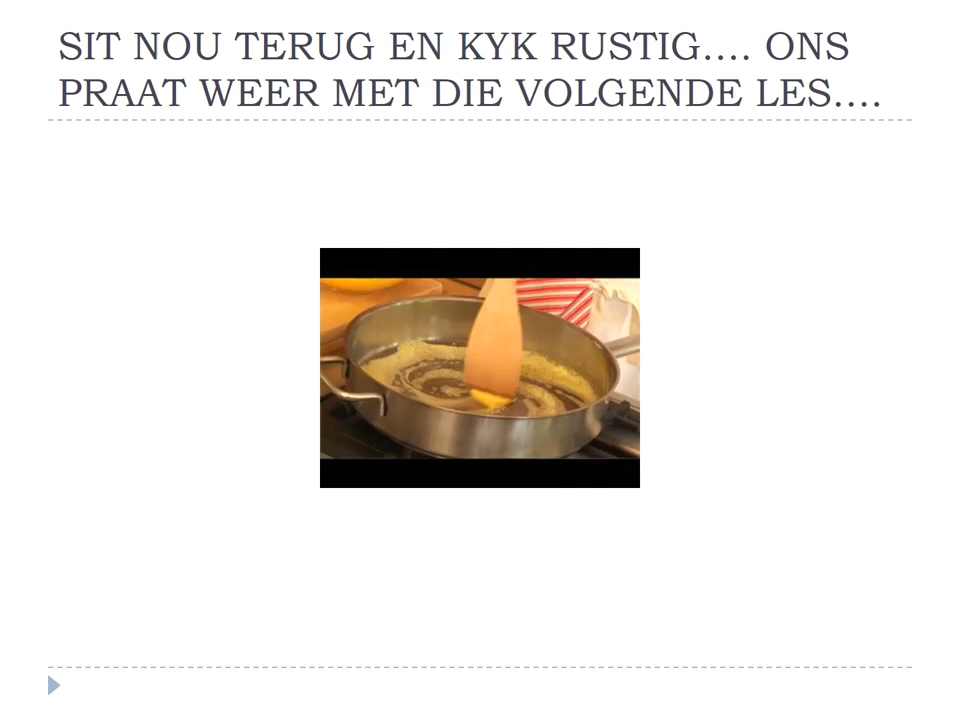 SIT NOU TERUG EN KYK RUSTIG…. ONS
PRAAT WEER MET DIE VOLGENDE LES….